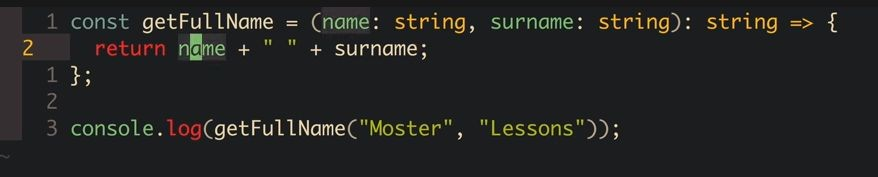 1 const getFullName = (name: string, surname: string): string => {
2 return name + " " + surname;
1 };
2
3 console.log(getFullName("Moster", "Lessons"));
~